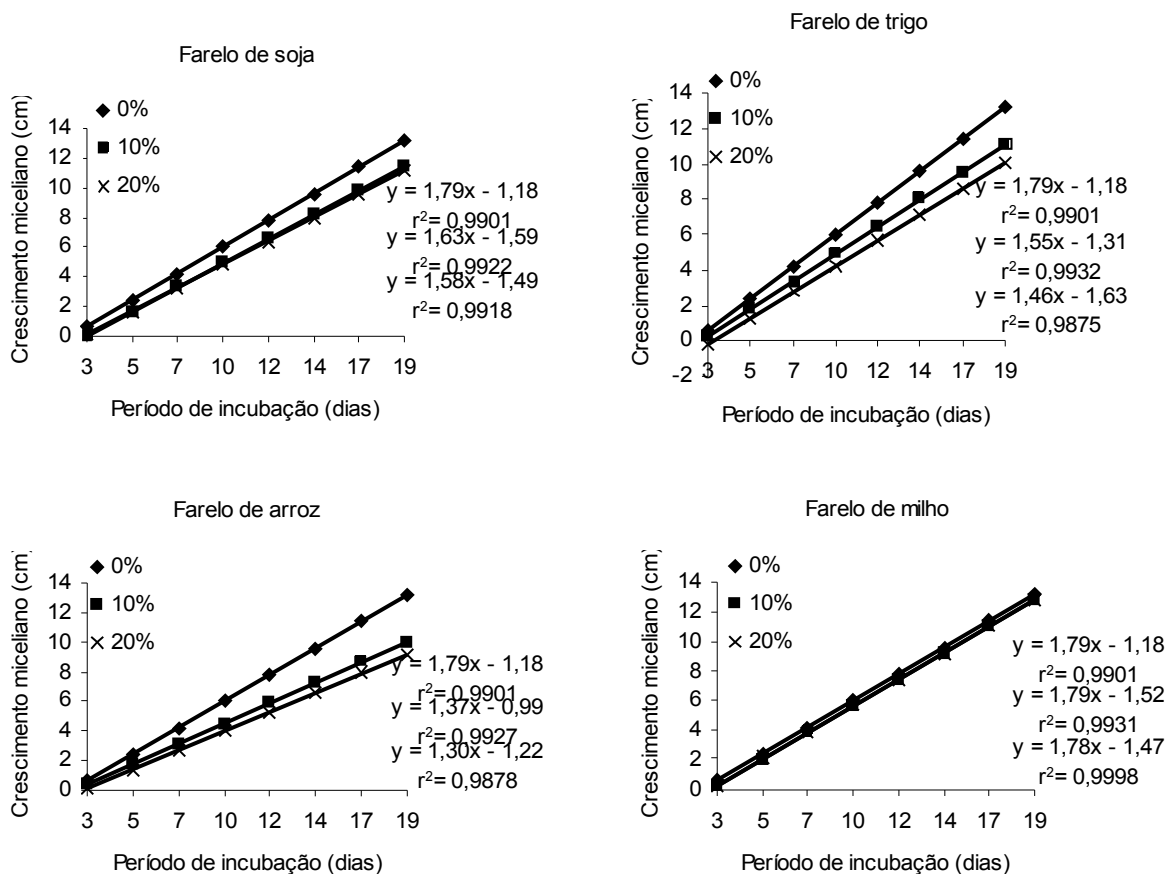 Farelo de soja
Crescimento miceliano (cm)
0%
10%
20%
14
12
10
8
6
4
2
0
3 5 7 10 12 14 17 19
Período de incubação (dias)
y = 1,79x - 1,18
r²= 0,9901
y = 1,63x - 1,59
r²= 0,9922
y = 1,58x - 1,49
r²= 0,9918
Farelo de trigo
Crescimento miceliano (cm)
0%
10%
20%
14
12
10
8
6
4
2
0
-2
3 5 7 10 12 14 17 19
Período de incubação (dias)
y = 1,79x - 1,18
r²= 0,9901
y = 1,55x - 1,31
r²= 0,9932
y = 1,46x - 1,63
r²= 0,9875
Farelo de arroz
Crescimento miceliano (cm)
0%
10%
20%
14
12
10
8
6
4
2
0
3 5 7 10 12 14 17 19
Período de incubação (dias)
y = 1,79x - 1,18
r²= 0,9901
y = 1,37x - 0,99
r²= 0,9927
y = 1,30x - 1,22
r²= 0,9878
Farelo de milho
Crescimento miceliano (cm)
0%
10%
20%
14
12
10
8
6
4
2
0
3 5 7 10 12 14 17 19
Período de incubação (dias)
y = 1,79x - 1,18
r²= 0,9901
y = 1,79x - 1,52
r²= 0,9931
y = 1,78x - 1,47
r²= 0,9998